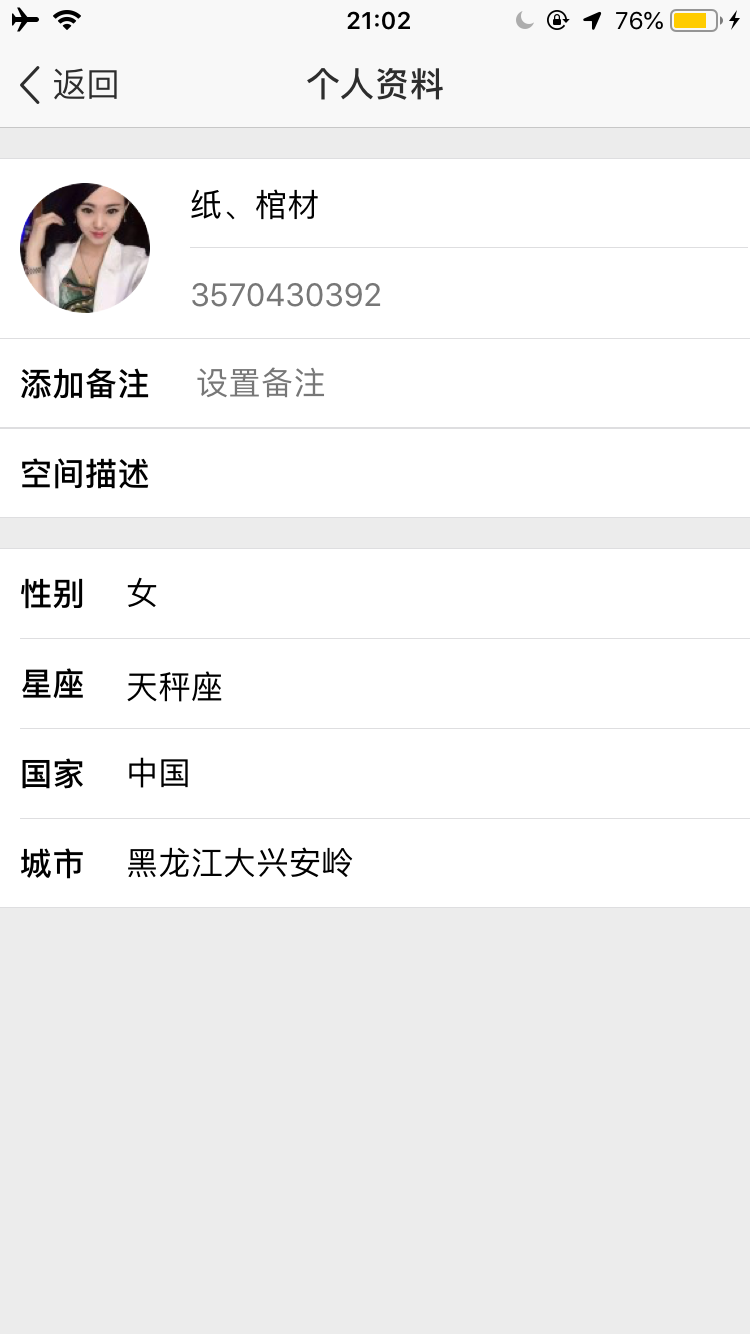 21:02
76%
返回
个人资料
纸、棺材
3570430392
添加备注 设置备注
空间描述
性别 女
星座 天秤座
国家 中国
城市 黑龙江大兴安岭